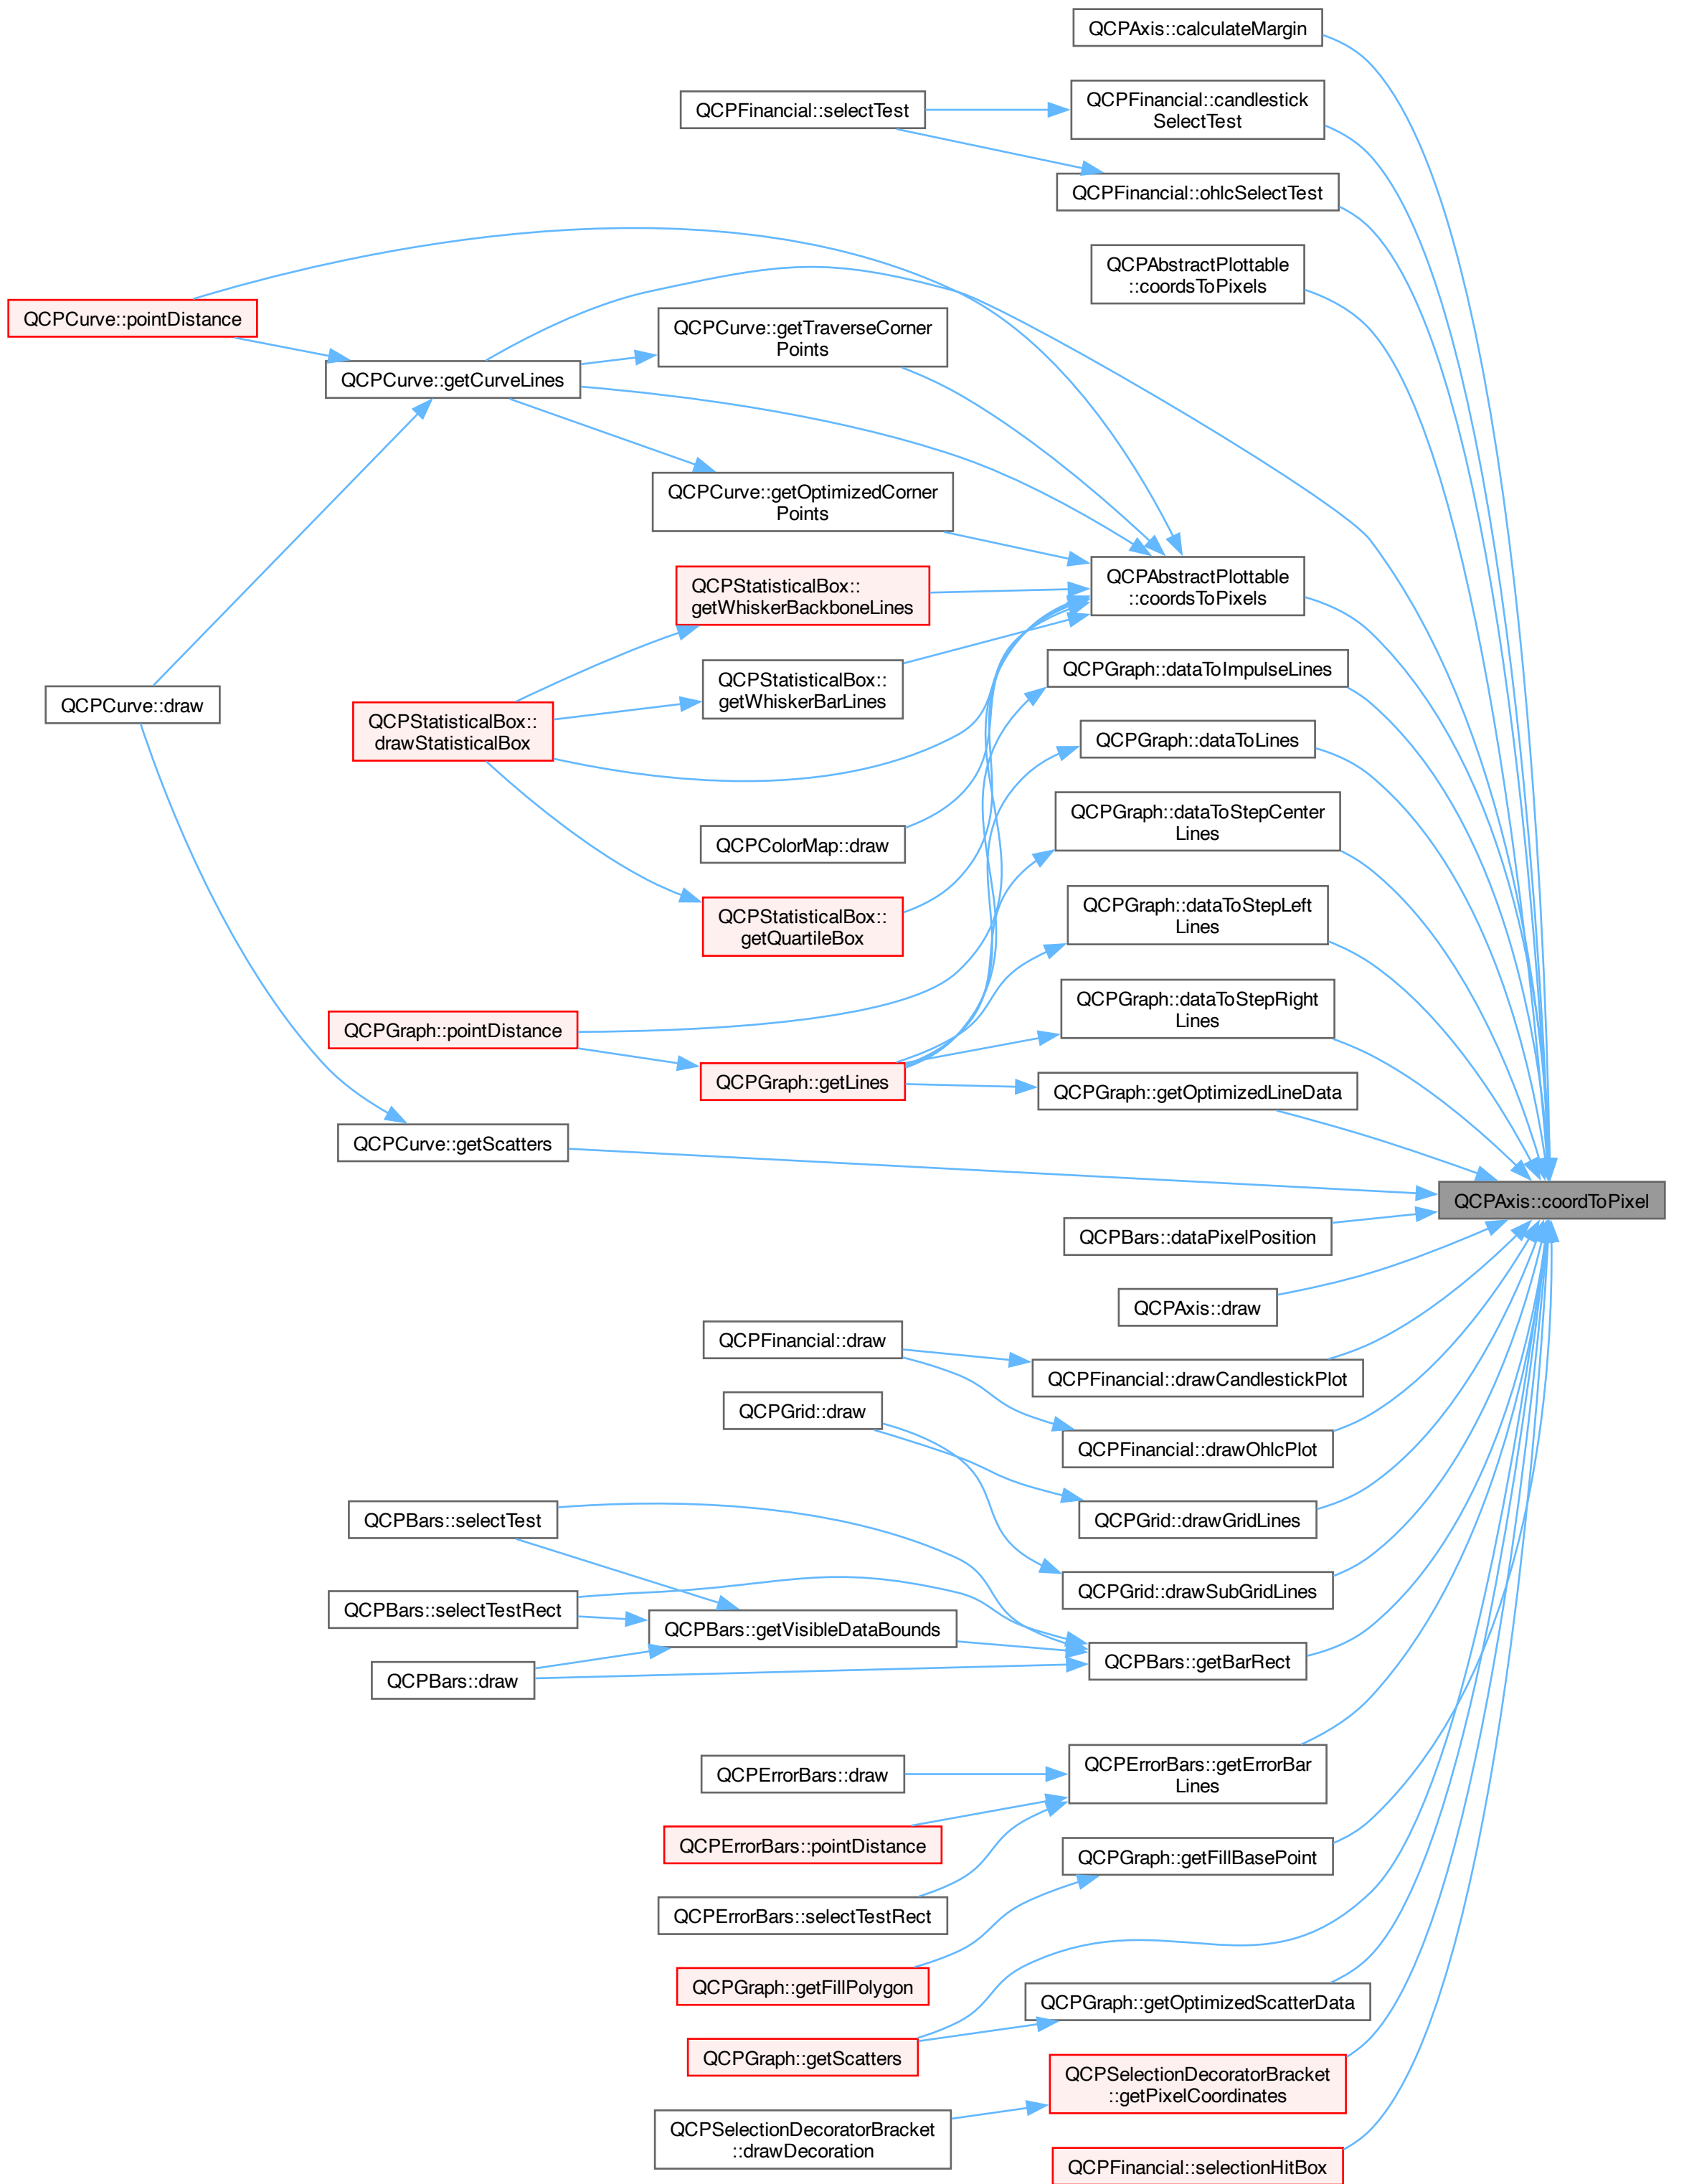 QCPAxis::calculateMargin
QCPFinancial::candlestick
SelectTest
QCPFinancial::selectTest
QCPFinancial::ohlcSelectTest
QCPAbstractPlottable
::coordsToPixels
QCPCurve::pointDistance
QCPCurve::getTraverseCorner
Points
QCPCurve::getCurveLines
QCPCurve::getOptimizedCorner
Points
QCPAbstractPlottable
::coordsToPixels
QCPStatisticalBox::
getWhiskerBackboneLines
QCPGraph::dataToImpulseLines
QCPStatisticalBox::
getWhiskerBarLines
QCPCurve::draw
QCPStatisticalBox::
drawStatisticalBox
QCPGraph::dataToLines
QCPGraph::dataToStepCenter
Lines
QCPColorMap::draw
QCPGraph::dataToStepLeft
Lines
QCPStatisticalBox::
getQuartileBox
QCPGraph::dataToStepRight
Lines
QCPGraph::pointDistance
QCPGraph::getLines
QCPGraph::getOptimizedLineData
QCPCurve::getScatters
QCPAxis::coordToPixel
QCPBars::dataPixelPosition
QCPAxis::draw
QCPFinancial::draw
QCPFinancial::drawCandlestickPlot
QCPGrid::draw
QCPFinancial::drawOhlcPlot
QCPBars::selectTest
QCPGrid::drawGridLines
QCPGrid::drawSubGridLines
QCPBars::selectTestRect
QCPBars::getVisibleDataBounds
QCPBars::getBarRect
QCPBars::draw
QCPErrorBars::getErrorBar
Lines
QCPErrorBars::draw
QCPErrorBars::pointDistance
QCPGraph::getFillBasePoint
QCPErrorBars::selectTestRect
QCPGraph::getFillPolygon
QCPGraph::getOptimizedScatterData
QCPGraph::getScatters
QCPSelectionDecoratorBracket
::getPixelCoordinates
QCPSelectionDecoratorBracket
::drawDecoration
QCPFinancial::selectionHitBox